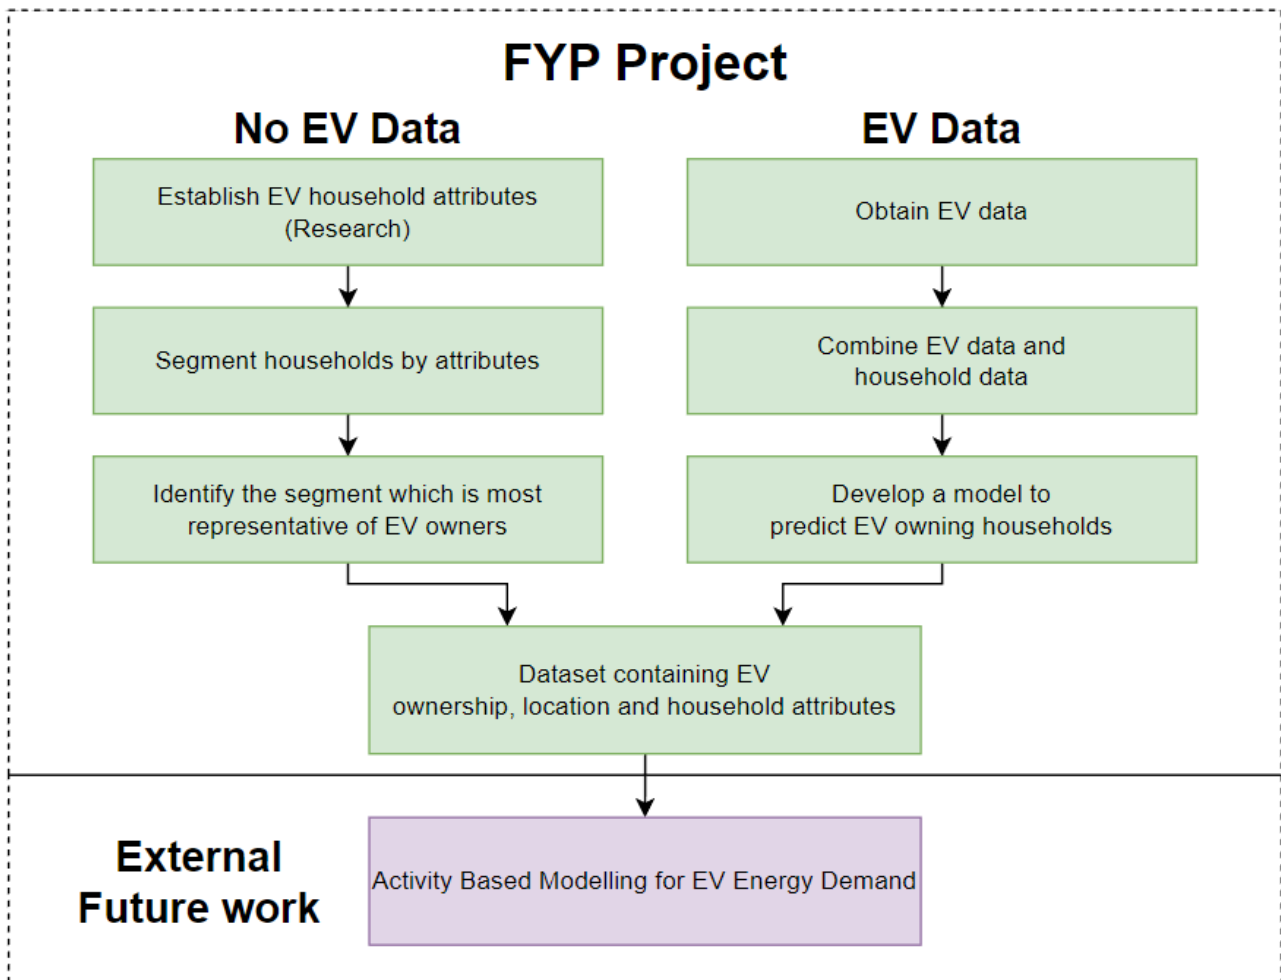 FYP Project
No EV Data
Establish EV household attributes
(Research)
Segment households by attributes
Identify the segment which is most
representative of EV owners
EV Data
Obtain EV data
Combine EV data and
household data
Develop a model to
predict EV owning households
Dataset containing EV
ownership, location and household attributes
External
Future work
Activity Based Modelling for EV Energy Demand